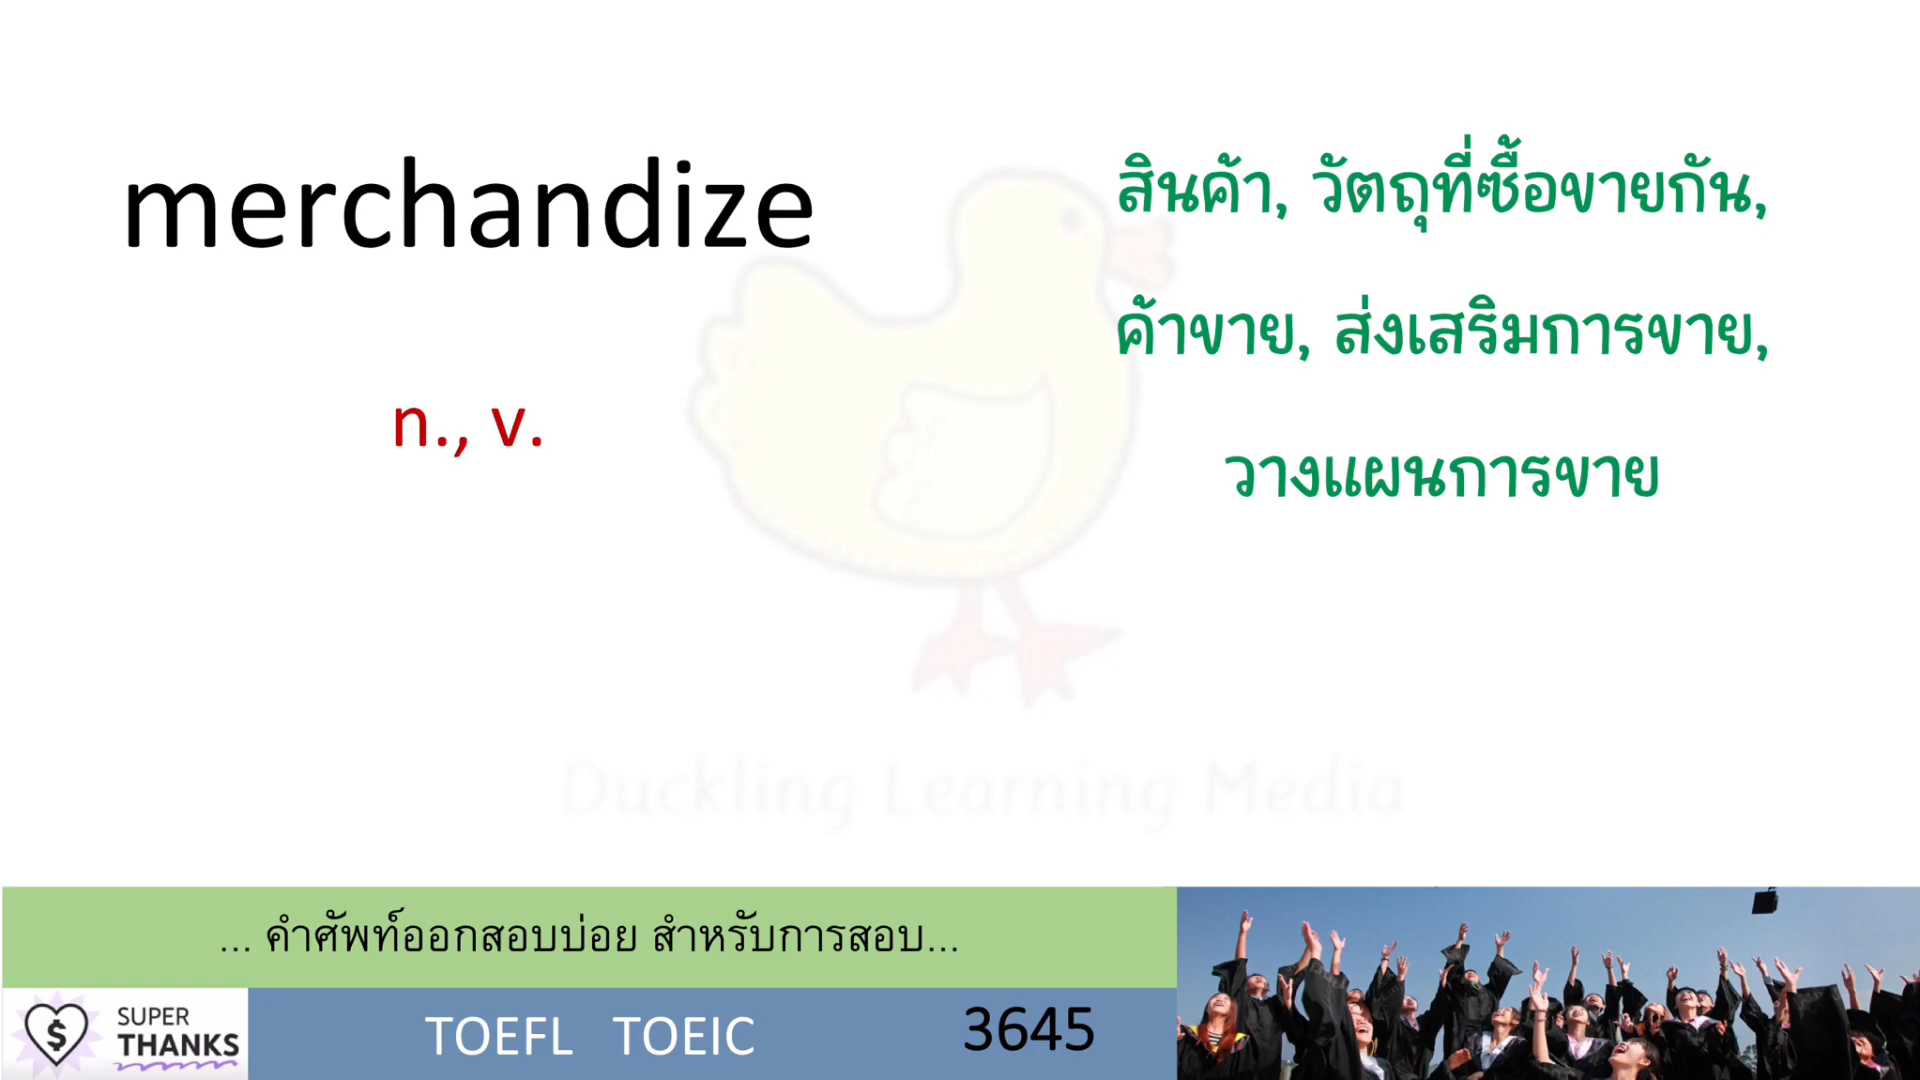 merchandize
n., v.
สินค้า, วัตถุที่ซื้อขายกัน,
ค้าขาย, ส่งเสริมการขาย,
วางแผนการขาย
Duckling Learning Media
... คำศัพท์ออกสอบบ่อย สำหรับการสอบ...
SUPER
THANKS
TOEFL TOEIC 3645